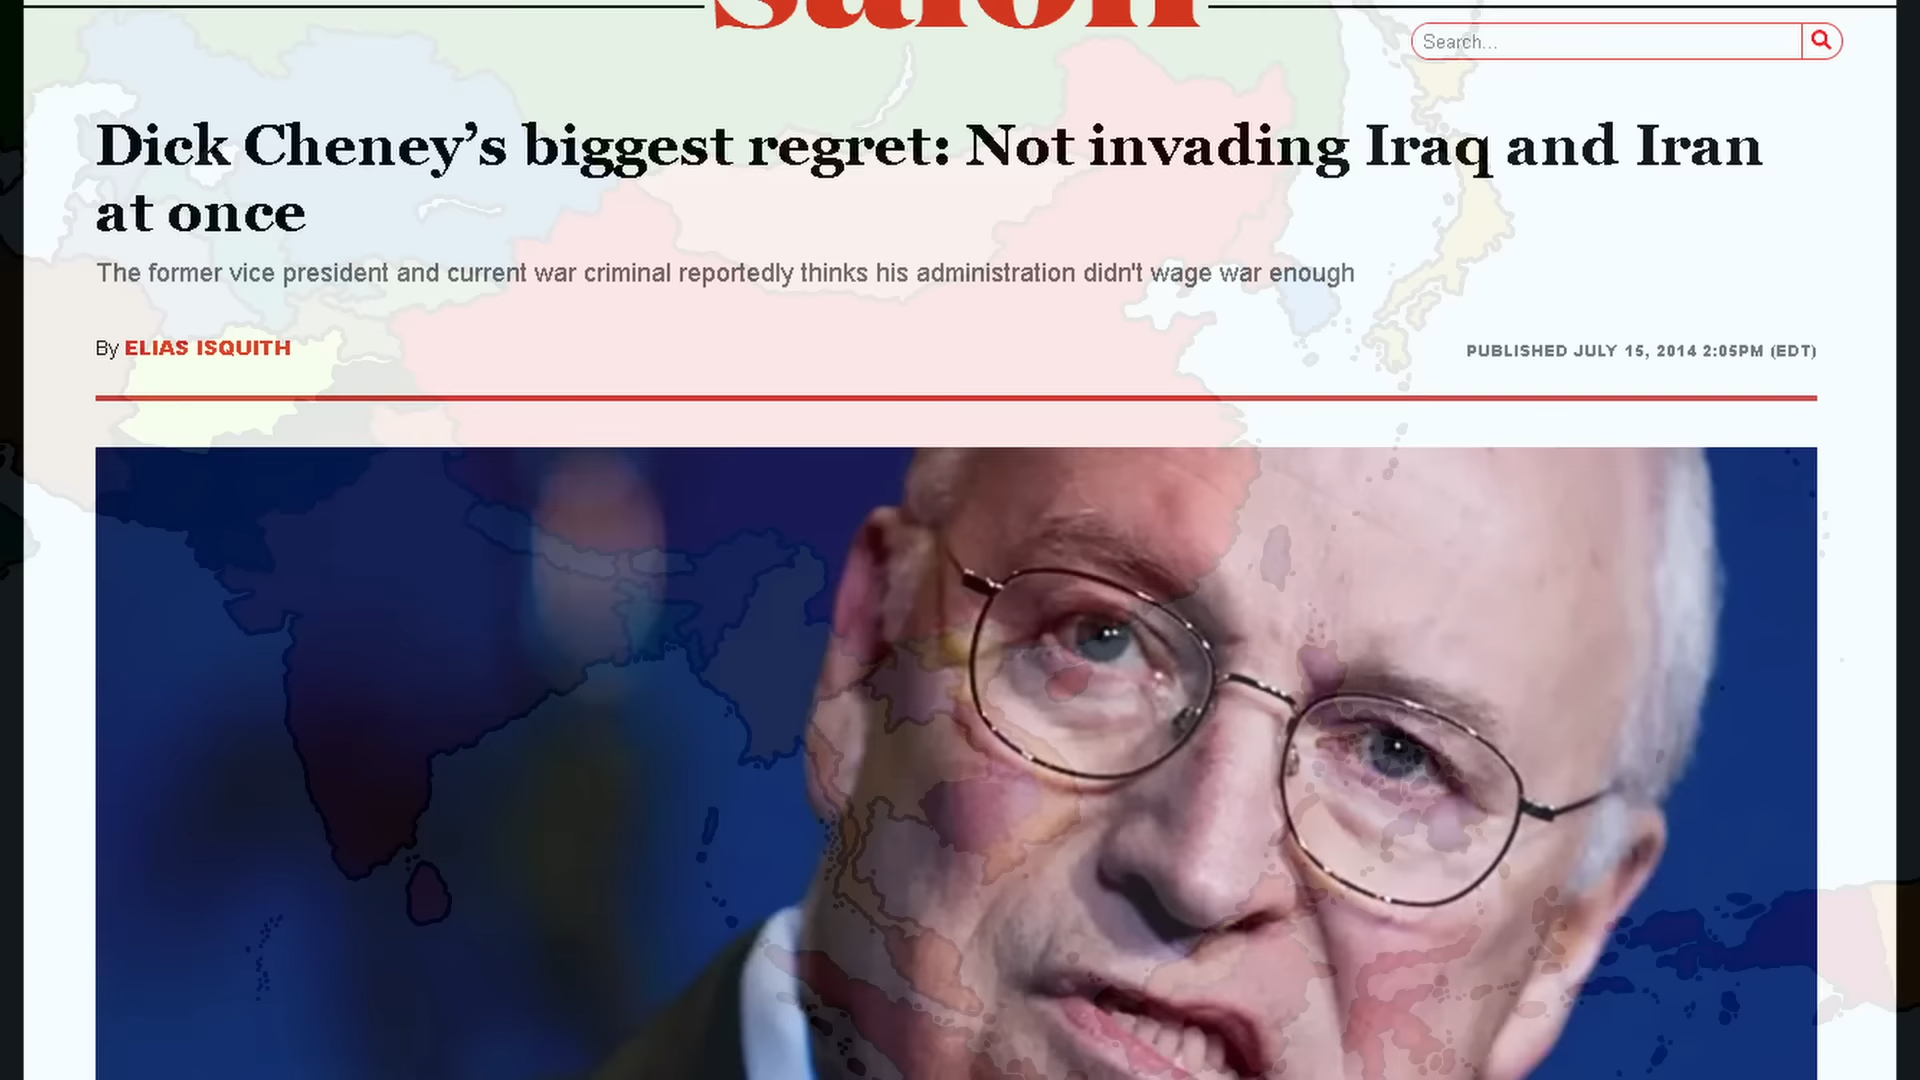 salon
Search...
Dick Cheney’s biggest regret: Not invading Iraq and Iran
at once
The former vice president and current war criminal reportedly thinks his administration didn't wage war enough
By ELIAS ISQUITH
PUBLISHED JULY 15, 2014 2:05PM (EDT)